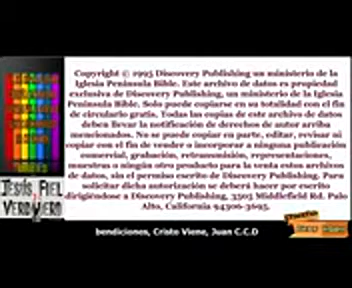 Copyright © 1995 Discovery Publishing un ministerio de la
Iglesia Peninsula Bible. Este archivo de datos es propiedad
exclusiva de Discovery Publishing, un ministerio de la Iglesia
Peninsula Bible. Solo puede copiarse en su totalidad con el fin
de circularlo gratis. Todas las copias de este archivo de datos
deben llevar la notificación de derechos de autor arriba
mencionados. No se puede copiar en parte, editar, revisar ni
copiar con el fin de vender o incorporar a ninguna publicación
comercial, grabación, retransmisión, representaciones,
muestras o ningún otro producto para la venta estos archivos
de datos, sin el permiso escrito de Discovery Publishing. Para
solicitar dicha autorización se deberá hacer por escrito
dirigiéndose a Discovery Publishing, 3505 Middlefield Rd. Palo
Alto, California 94306-3695.
JESÚS, FIEL
Y VERDADERO
bendiciones, Cristo Viene, Juan C.C.D